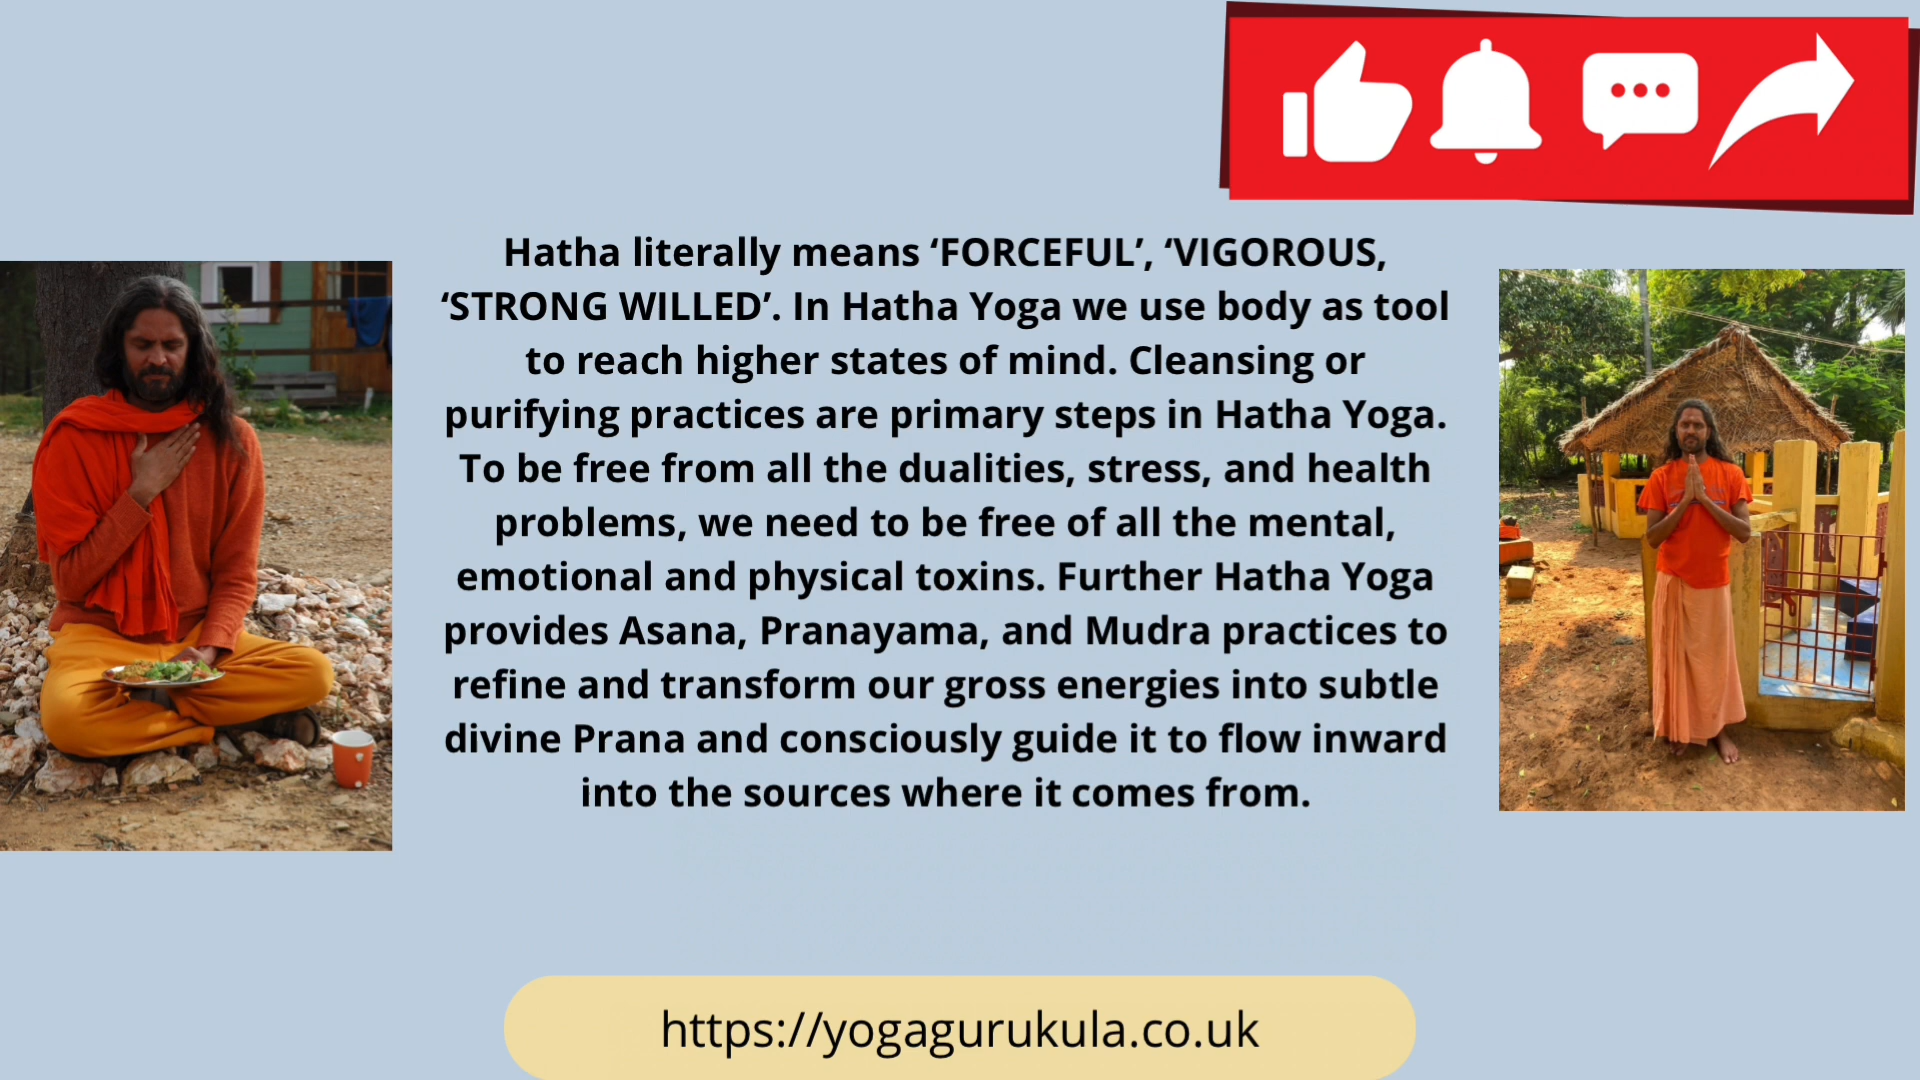 Hatha literally means ‘FORCEFUL’, ‘VIGOROUS,
‘STRONG WILLED’. In Hatha Yoga we use body as tool
to reach higher states of mind. Cleansing or
purifying practices are primary steps in Hatha Yoga.
To be free from all the dualities, stress, and health
problems, we need to be free of all the mental,
emotional and physical toxins. Further Hatha Yoga
provides Asana, Pranayama, and Mudra practices to
refine and transform our gross energies into subtle
divine Prana and consciously guide it to flow inward
into the sources where it comes from.
https://yogagurukula.co.uk